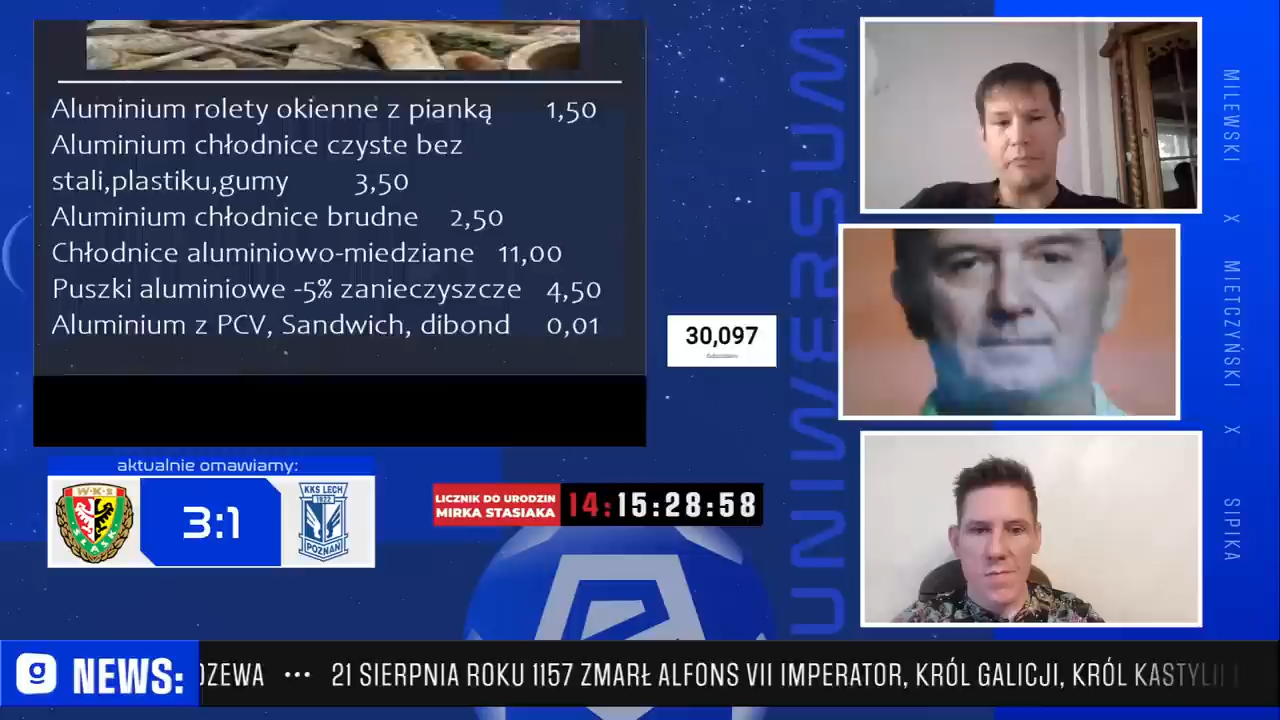 Aluminium rolety okienne z pianką 1,50
Aluminium chłodnice czyste bez
stali,plastiku,gumy 3,50
Aluminium chłodnice brudne 2,50
Chłodnice aluminiowo-miedziane 11,00
Puszki aluminiowe -5% zanieczyszcze 4,50
Aluminium z PCV, Sandwich, dibond 0,01
30,097
aktualnie omawiamy:
W·K·S
3:1
KKS LECH
1922
POZNAŃ
LICZNIK DO URODZIN
MIRKA STASIAKA
14:15:28:58
UNIWERSUM
MILEWSKI X MIETCZYŃSKI X SIPIKA
g NEWS:
OZEWA ••• 21 SIERPNIA ROKU 1157 ZMARŁ ALFONS VII IMPERATOR, KRÓL GALICJI, KRÓL KASTYLII